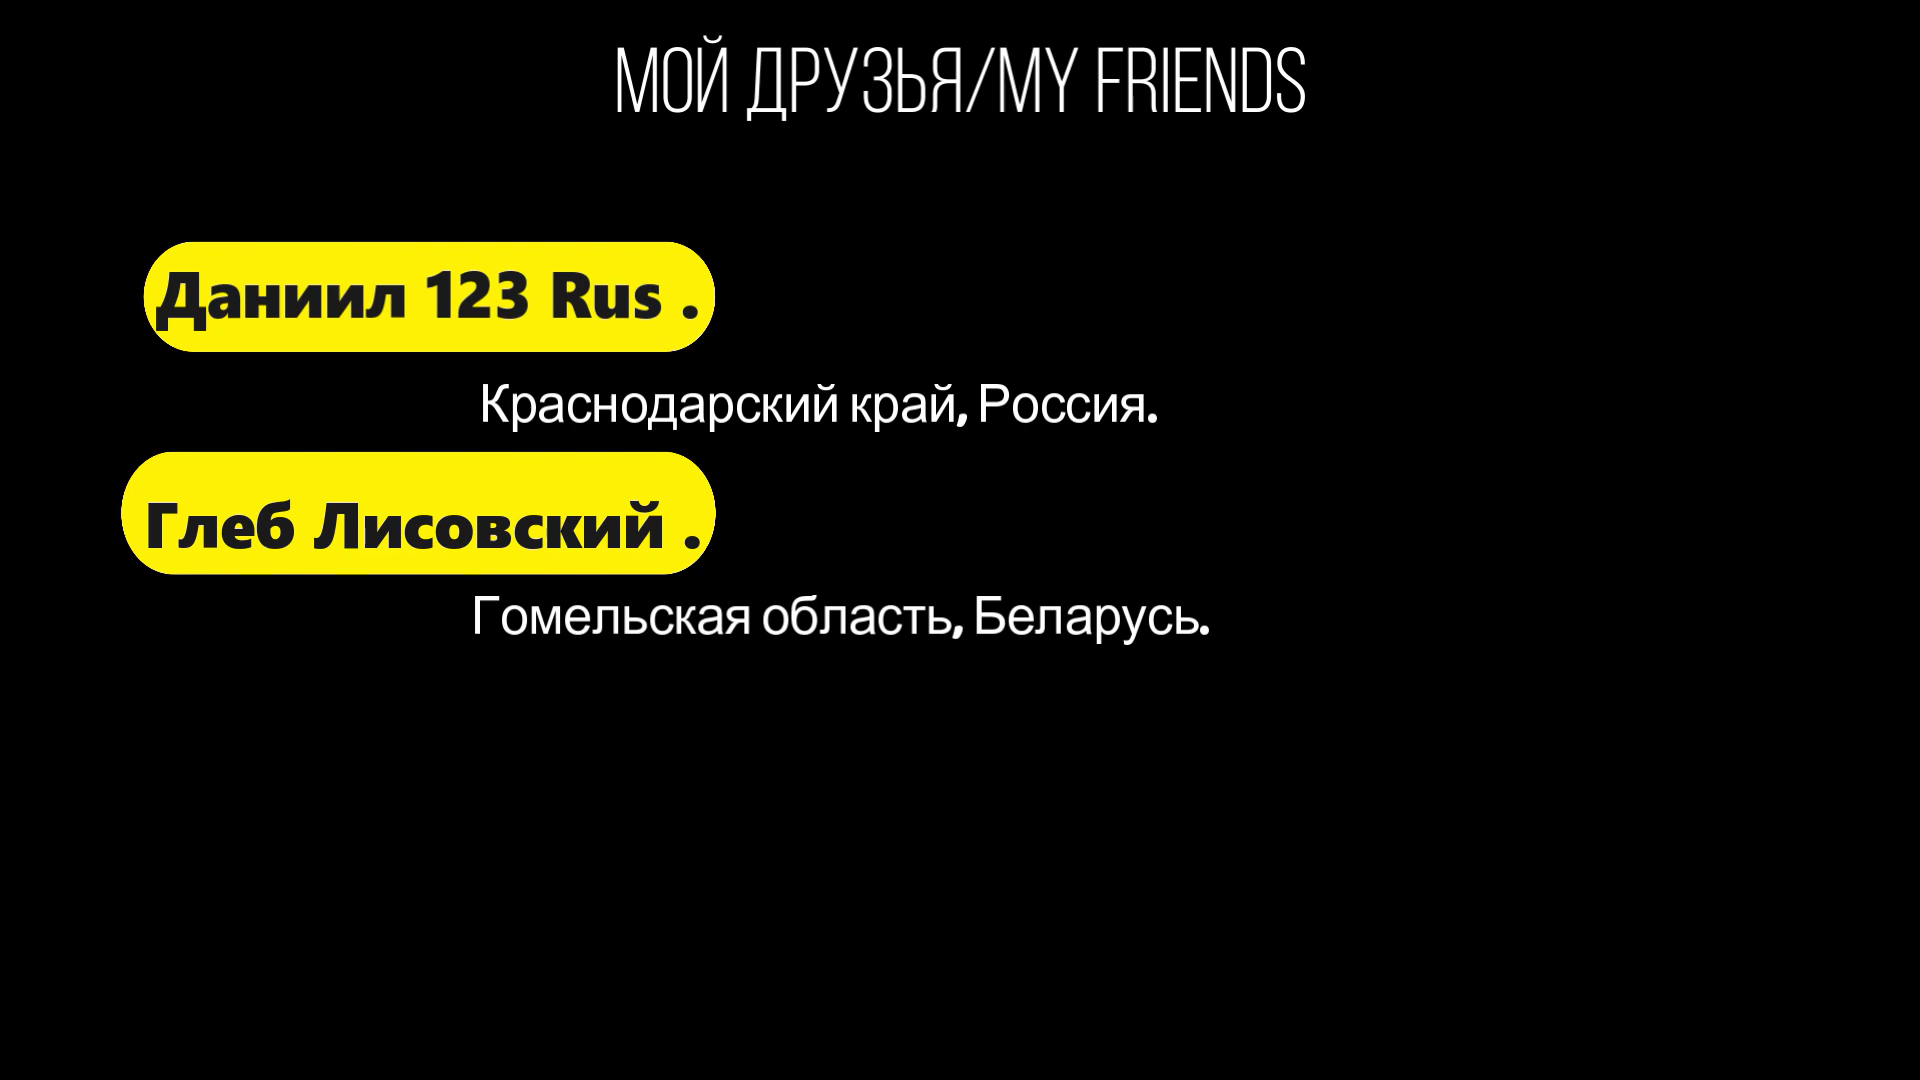 МОЙ ДРУЗЬЯ/MY FRIENDS
Даниил 123 Rus .
Краснодарский край, Россия.
Глеб Лисовский .
Гомельская область, Беларусь.